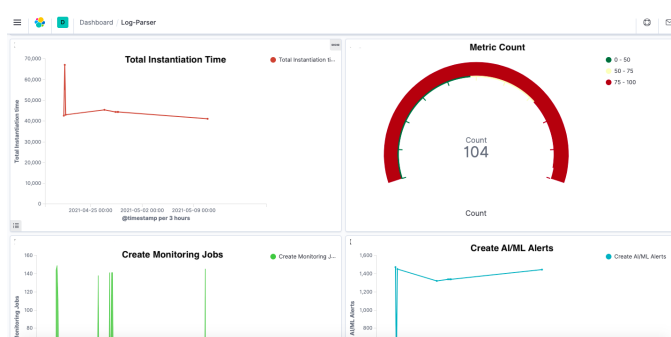 D Dashboard / Log-Parser
Total Instantiation Time
Total Instantiation ti...
70,000
60,000
50,000
40,000
30,000
20,000
10,000
0
Total Instantiation time
2021-04-25 00:00 2021-05-02 00:00 2021-05-09 00:00
@timestamp per 3 hours
Metric Count
0 - 50
50 - 75
75 - 100
Count
104
Count
Create Monitoring Jobs
Create Monitoring J...
160
140
120
100
80
Create AI/ML Alerts
Create AI/ML Alerts
1,600
1,400
1,200
1,000
800
AI/ML Alerts